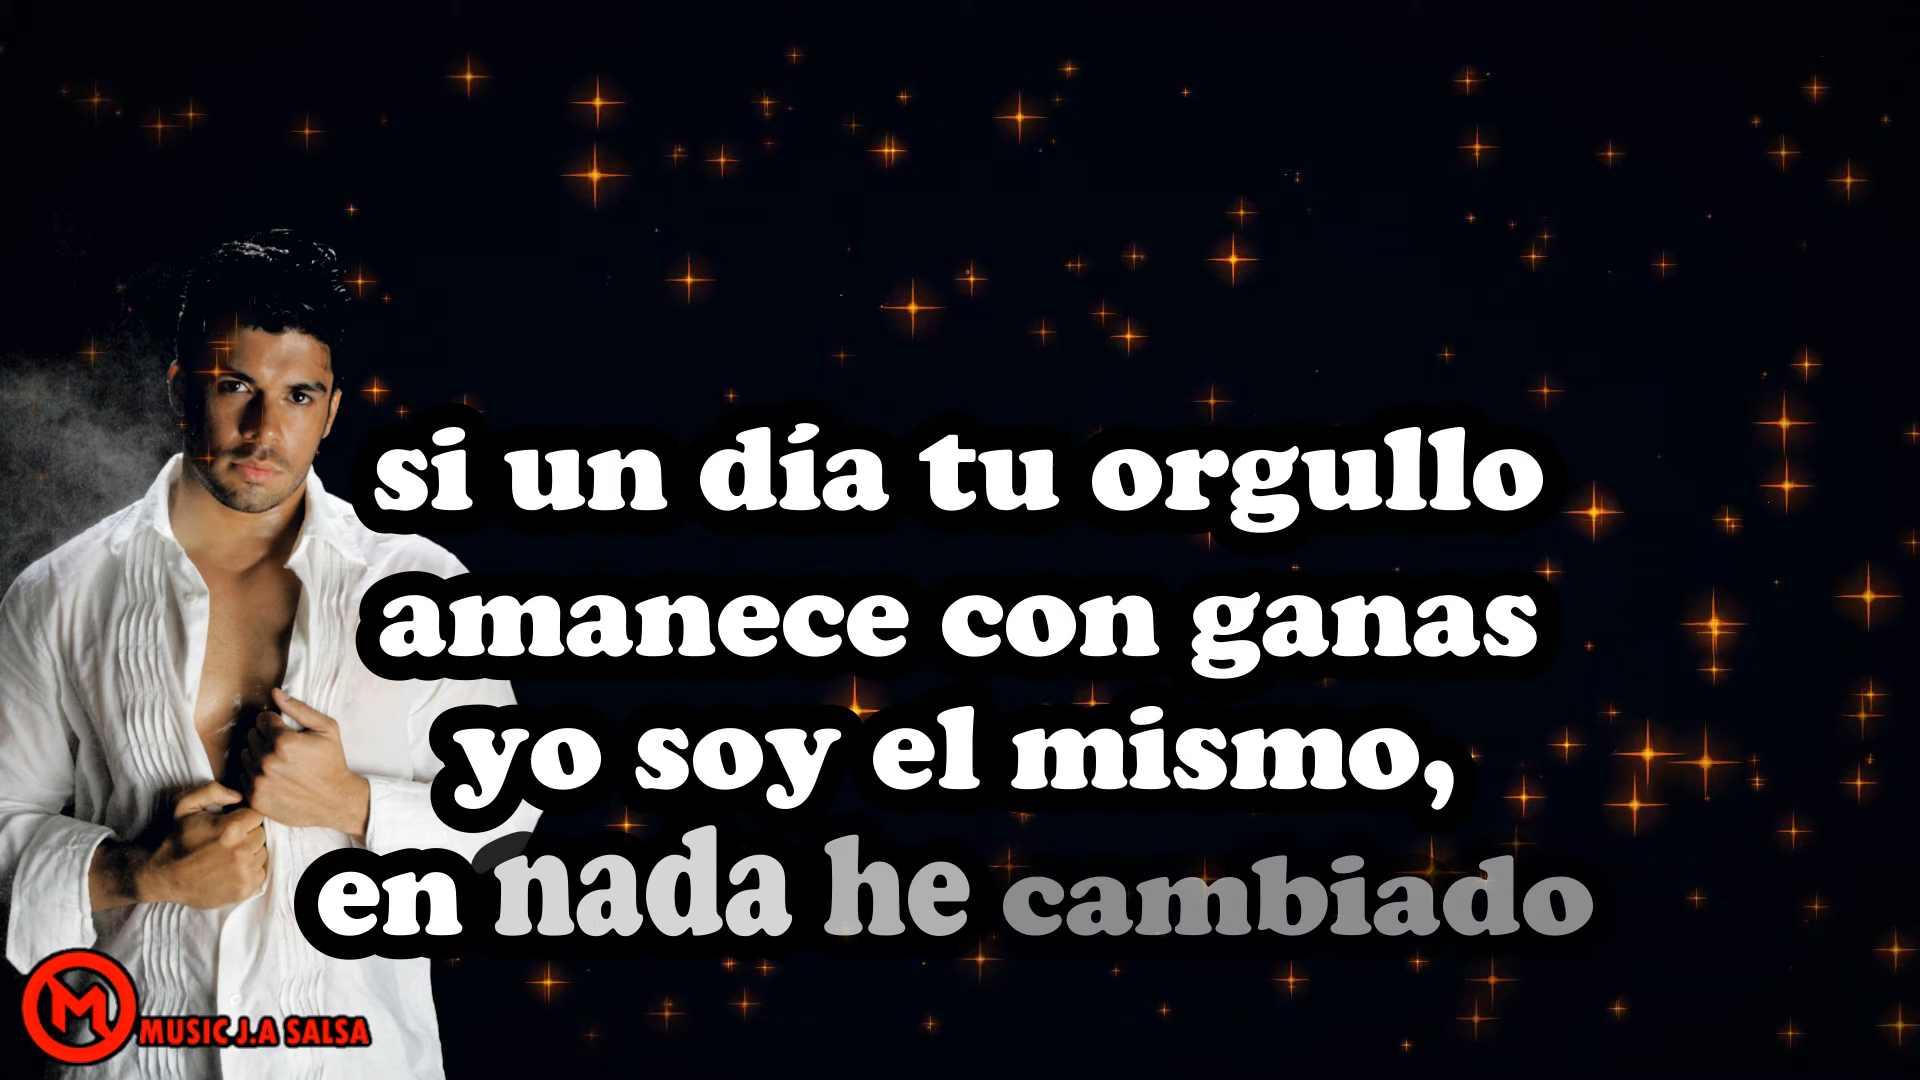 si un día tu orgullo
amanece con ganas
yo soy el mismo,
en nada he cambiado
M MUSIC J.A SALSA